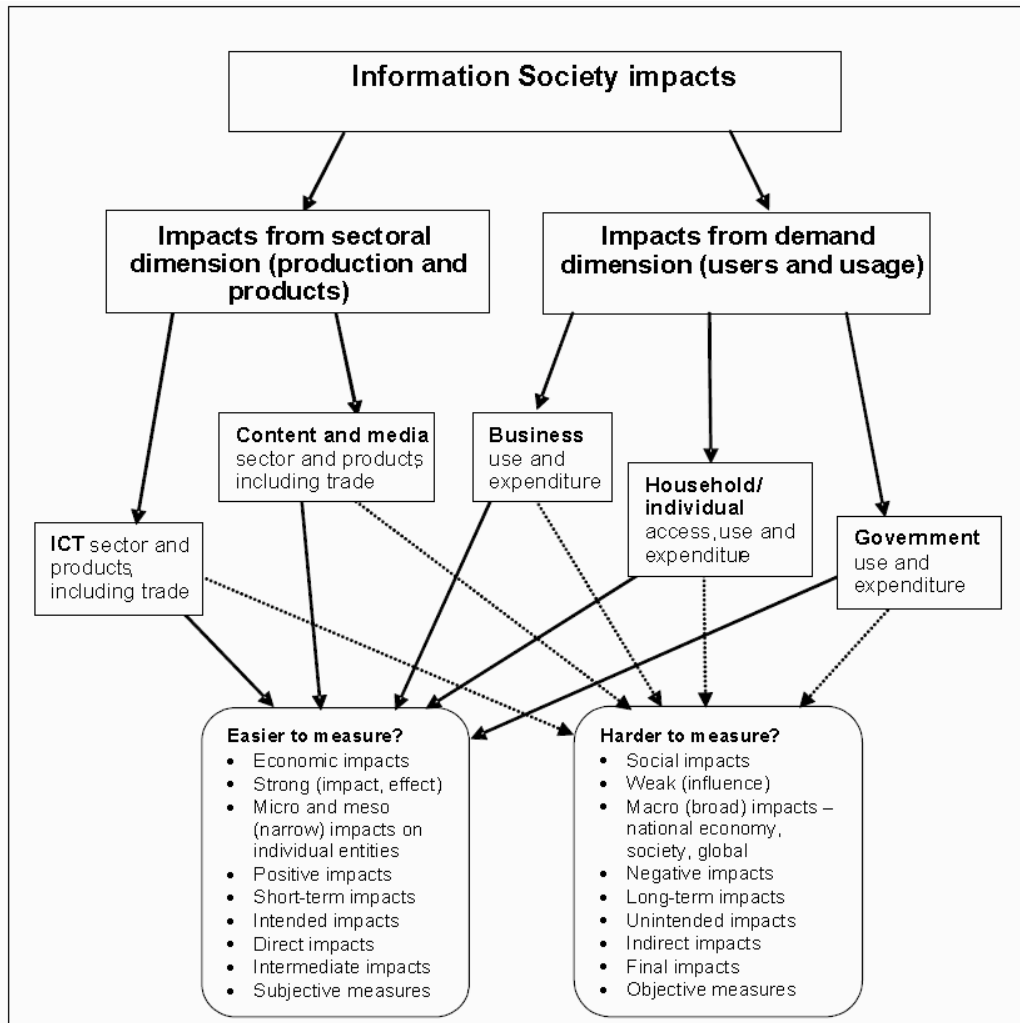 Information Society impacts
Impacts from sectoral
dimension (production and
products)
Impacts from demand
dimension (users and usage)
Content and media
sector and products,
including trade
Business
use and
expenditure
Household/
individual
access, use and
expenditure
ICT sector and
products,
including trade
Government
use and
expenditure
Easier to measure?
• Economic impacts
• Strong (impact, effect)
• Micro and meso
(narrow) impacts on
individual entities
• Positive impacts
• Short-term impacts
• Intended impacts
• Direct impacts
• Intermediate impacts
• Subjective measures
Harder to measure?
• Social impacts
• Weak (influence)
• Macro (broad) impacts –
national economy,
society, global
• Negative impacts
• Long-term impacts
• Unintended impacts
• Indirect impacts
• Final impacts
• Objective measures